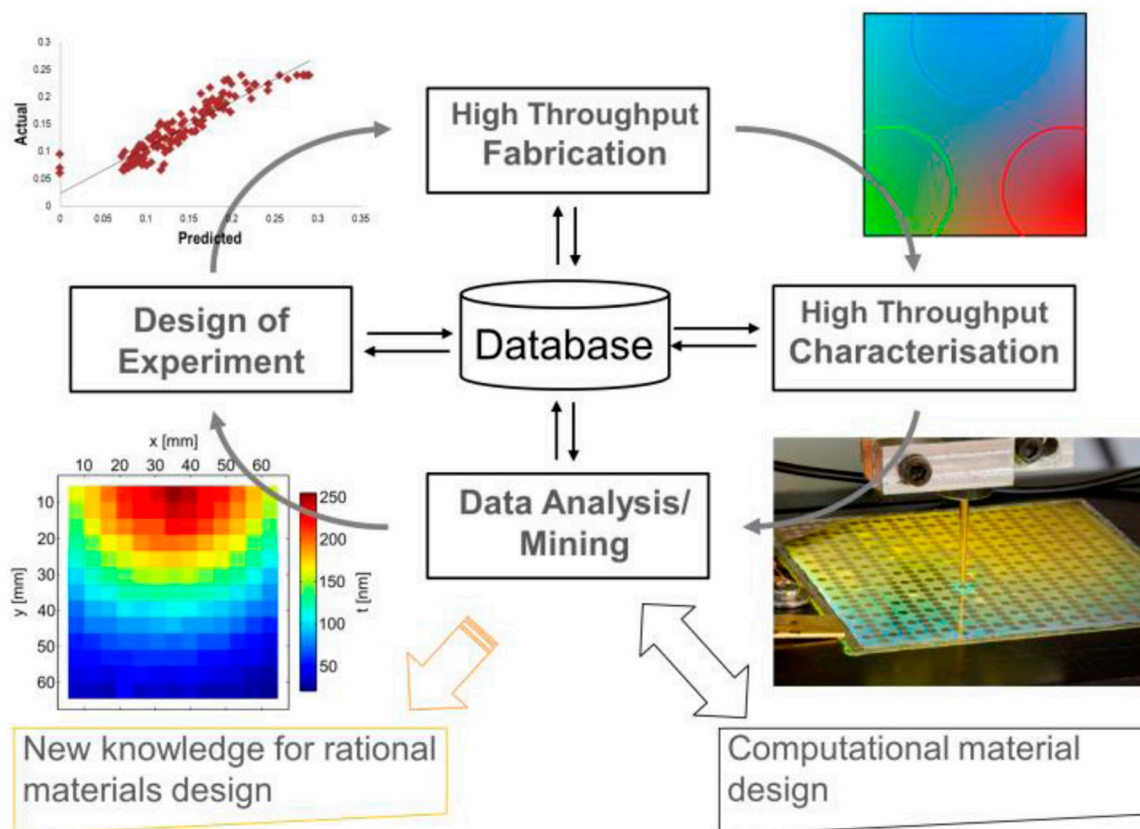 0.3
0.25
0.2
0.15
0.1
0.05
0
Actual
0 0.05 0.1 0.15 0.2 0.25 0.3 0.35
Predicted
High Throughput
Fabrication
Design of
Experiment
Database
High Throughput
Characterisation
Data Analysis/
Mining
x [mm]
10 20 30 40 50 60
y [mm]
10
20
30
40
50
60
250
200
150
100
50
t [nm]
New knowledge for rational
materials design
Computational material
design